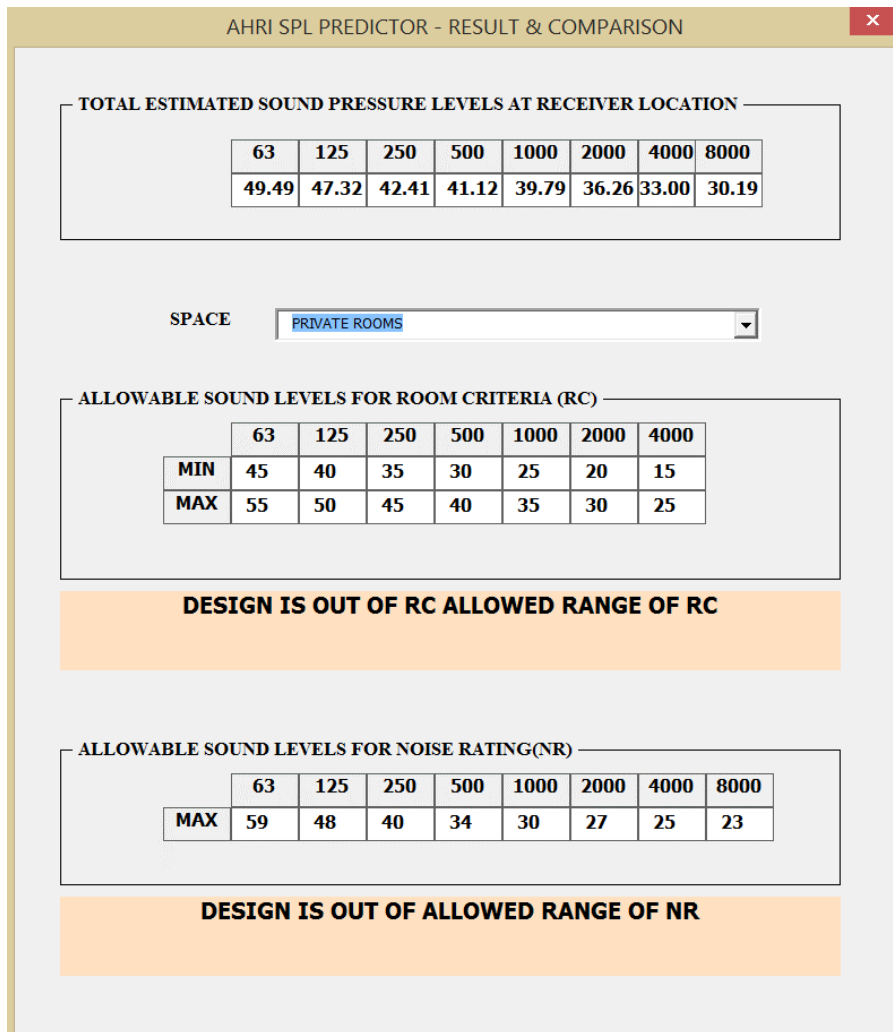 AHRI SPL PREDICTOR - RESULT & COMPARISON
x
TOTAL ESTIMATED SOUND PRESSURE LEVELS AT RECEIVER LOCATION
63 125 250 500 1000 2000 4000 8000
49.49 47.32 42.41 41.12 39.79 36.26 33.00 30.19
SPACE PRIVATE ROOMS
ALLOWABLE SOUND LEVELS FOR ROOM CRITERIA (RC)
63 125 250 500 1000 2000 4000
MIN 45 40 35 30 25 20 15
MAX 55 50 45 40 35 30 25
DESIGN IS OUT OF RC ALLOWED RANGE OF RC
ALLOWABLE SOUND LEVELS FOR NOISE RATING(NR)
63 125 250 500 1000 2000 4000 8000
MAX 59 48 40 34 30 27 25 23
DESIGN IS OUT OF ALLOWED RANGE OF NR